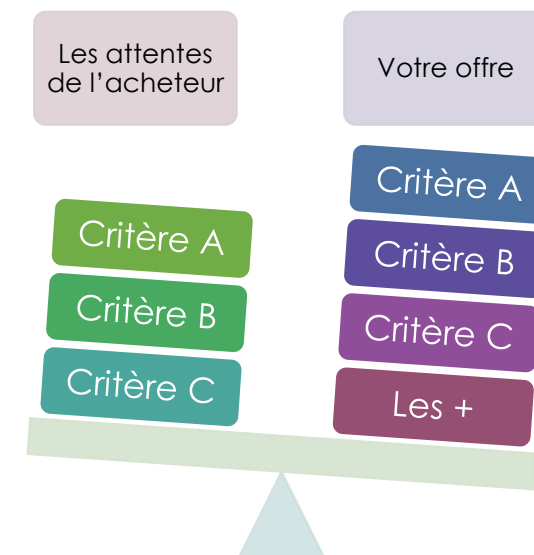 Les attentes
de l’acheteur
Votre offre
Critère A
Critère B
Critère C
Critère A
Critère B
Critère C
Les +